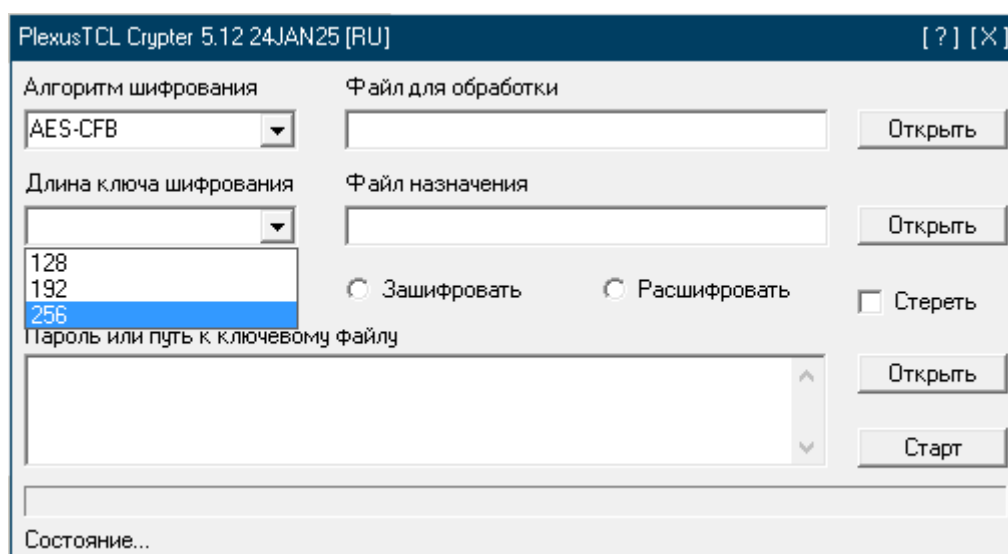 PlexusTCL Crypter 5.12 24JAN25 [RU] [ ? ] [ X ]
Алгоритм шифрования Файл для обработки
AES-CFB Открыть
Длина ключа шифрования Файл назначения
Открыть
128
192 Зашифровать Расшифровать Стереть
256
Пароль или путь к ключевому файлу
Открыть
Старт
Состояние...